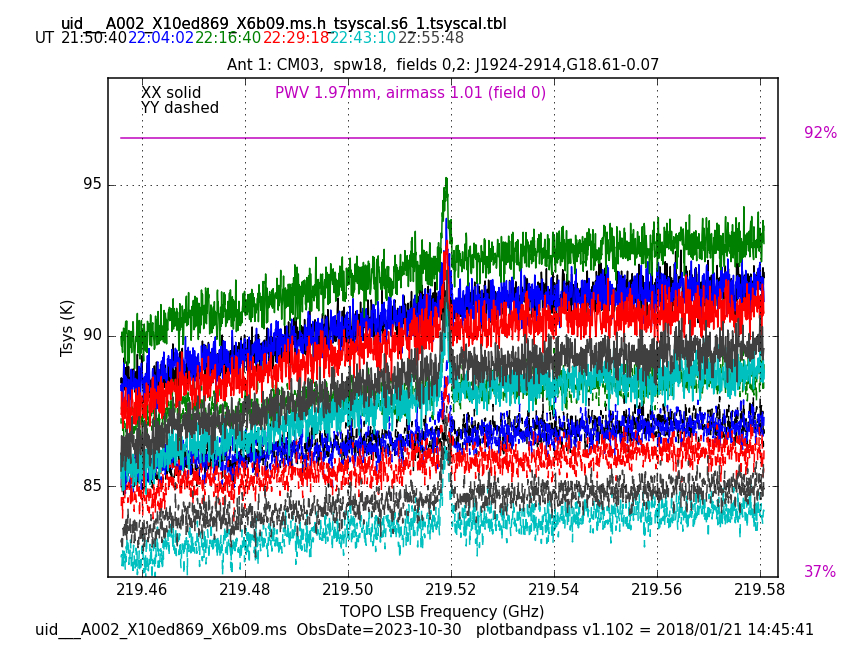 uid___A002_X10ed869_X6b09.ms.h_tsyscal.s6_1.tsyscal.tbl
UT 21:50:40 22:04:02 22:16:40 22:29:18 22:43:10 22:55:48
Ant 1: CM03,  spw18,  fields 0,2: J1924-2914,G18.61-0.07
XX solid
YY dashed
PWV 1.97mm, airmass 1.01 (field 0)
92%
95
90
85
Tsys (K)
37%
219.46 219.48 219.50 219.52 219.54 219.56 219.58
TOPO LSB Frequency (GHz)
uid___A002_X10ed869_X6b09.ms  ObsDate=2023-10-30   plotbandpass v1.102 = 2018/01/21 14:45:41